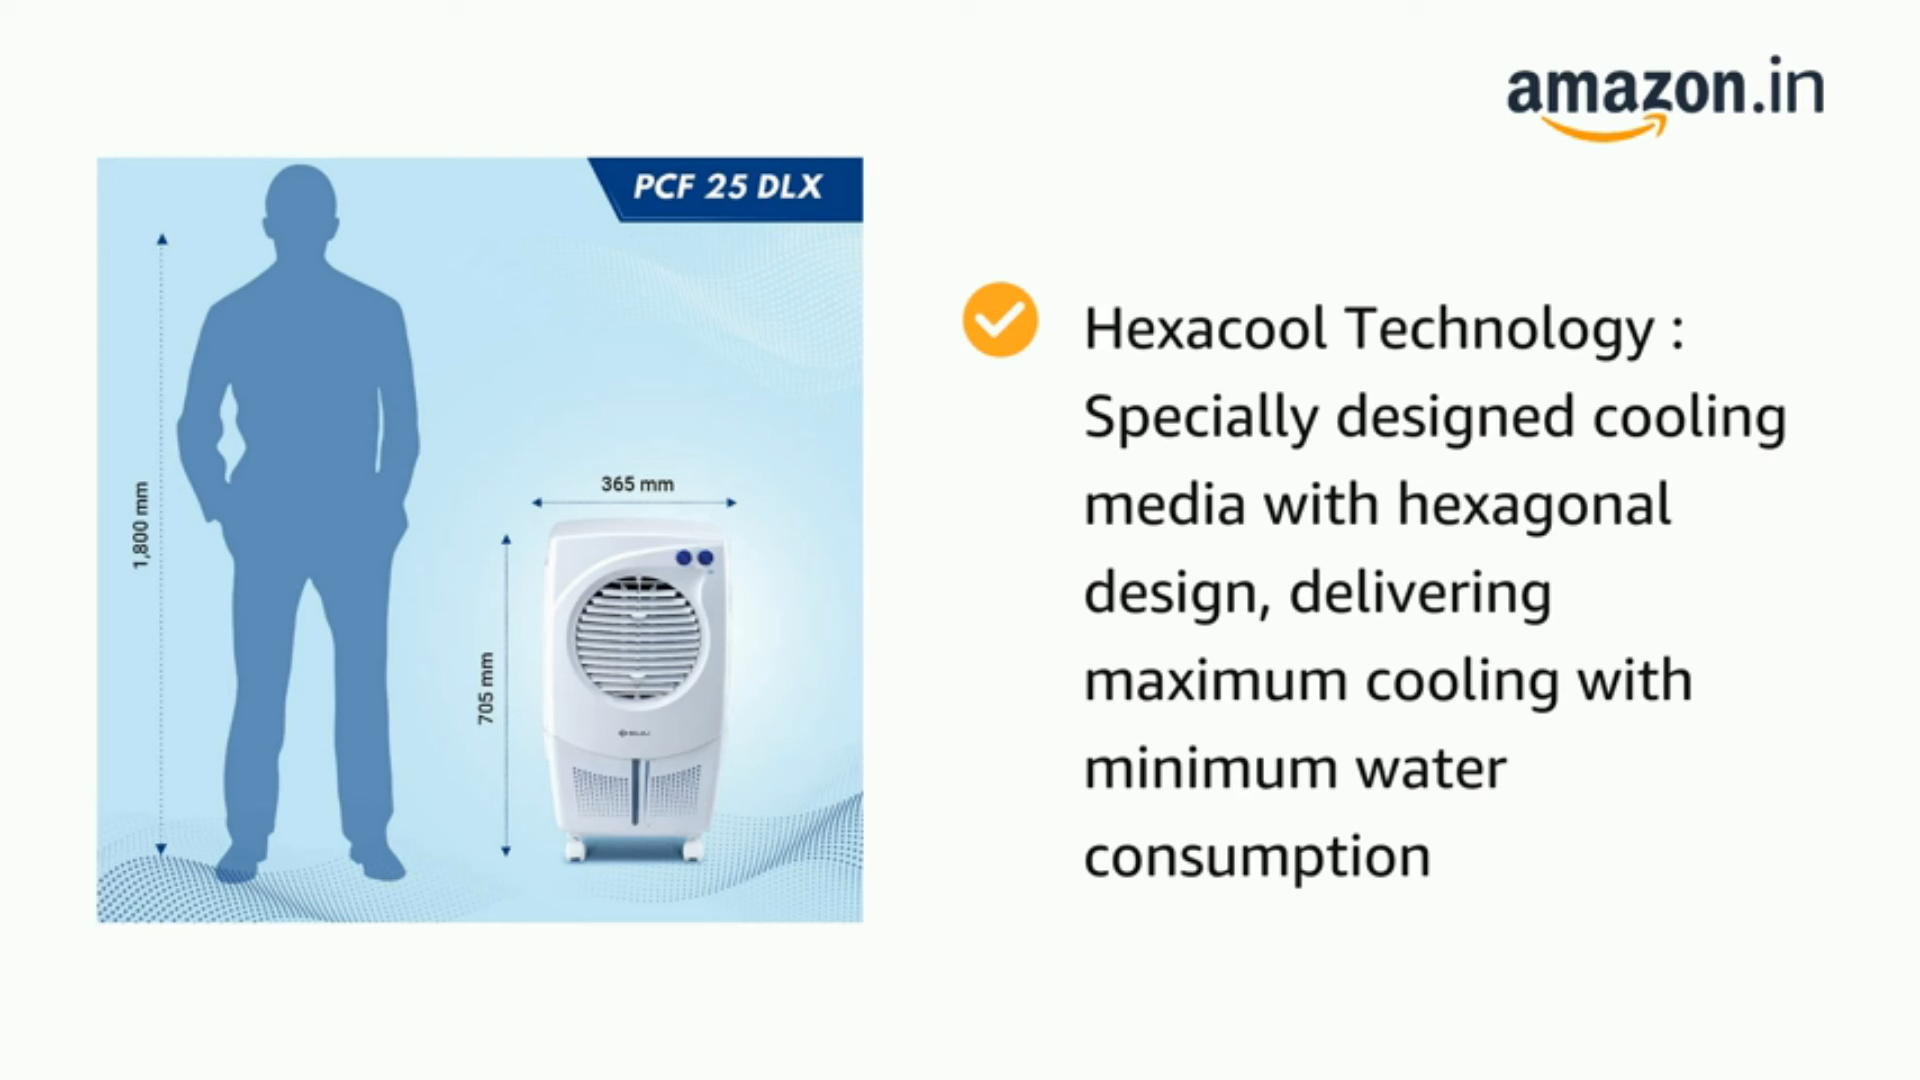 amazon.in
PCF 25 DLX
1,800 mm
365 mm
705 mm
BAJAJ
Hexacool Technology :
Specially designed cooling
media with hexagonal
design, delivering
maximum cooling with
minimum water
consumption